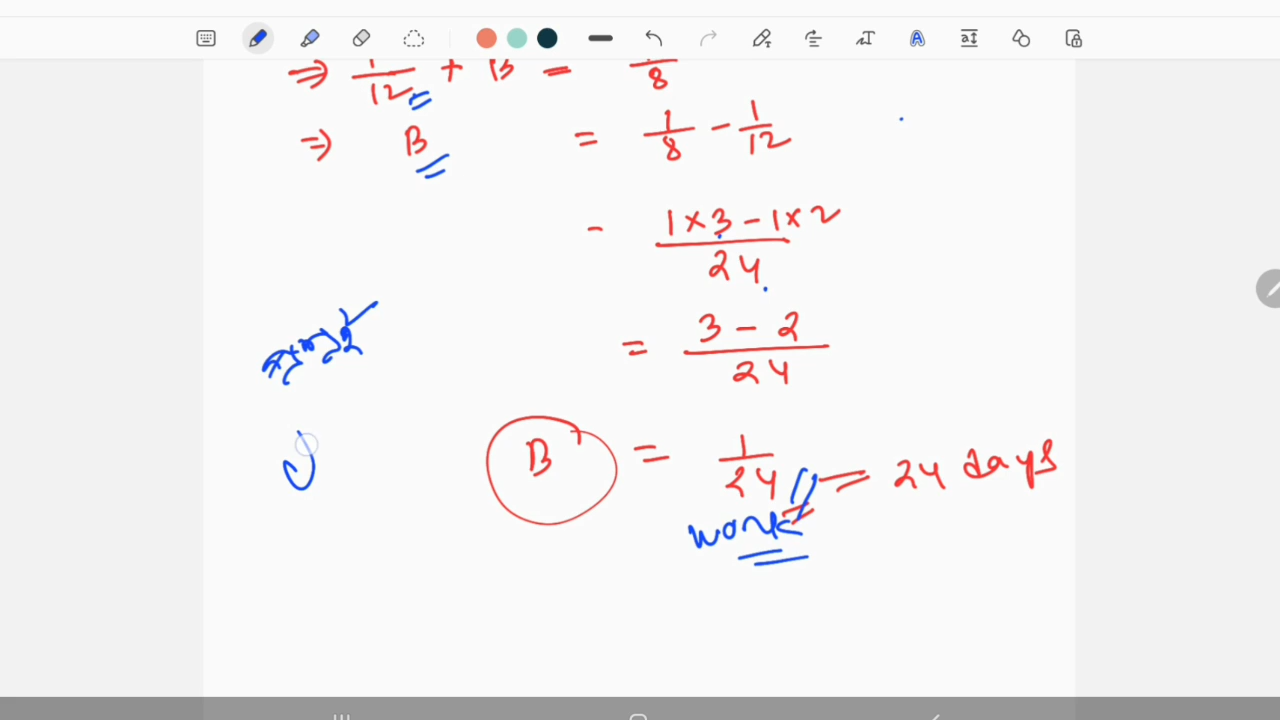 ⇒ 1/12 + B = 1/8
⇒ B = 1/8 - 1/12
- 1×3-1×2/24
= 3-2/24
B = 1/24 = 24 days
work